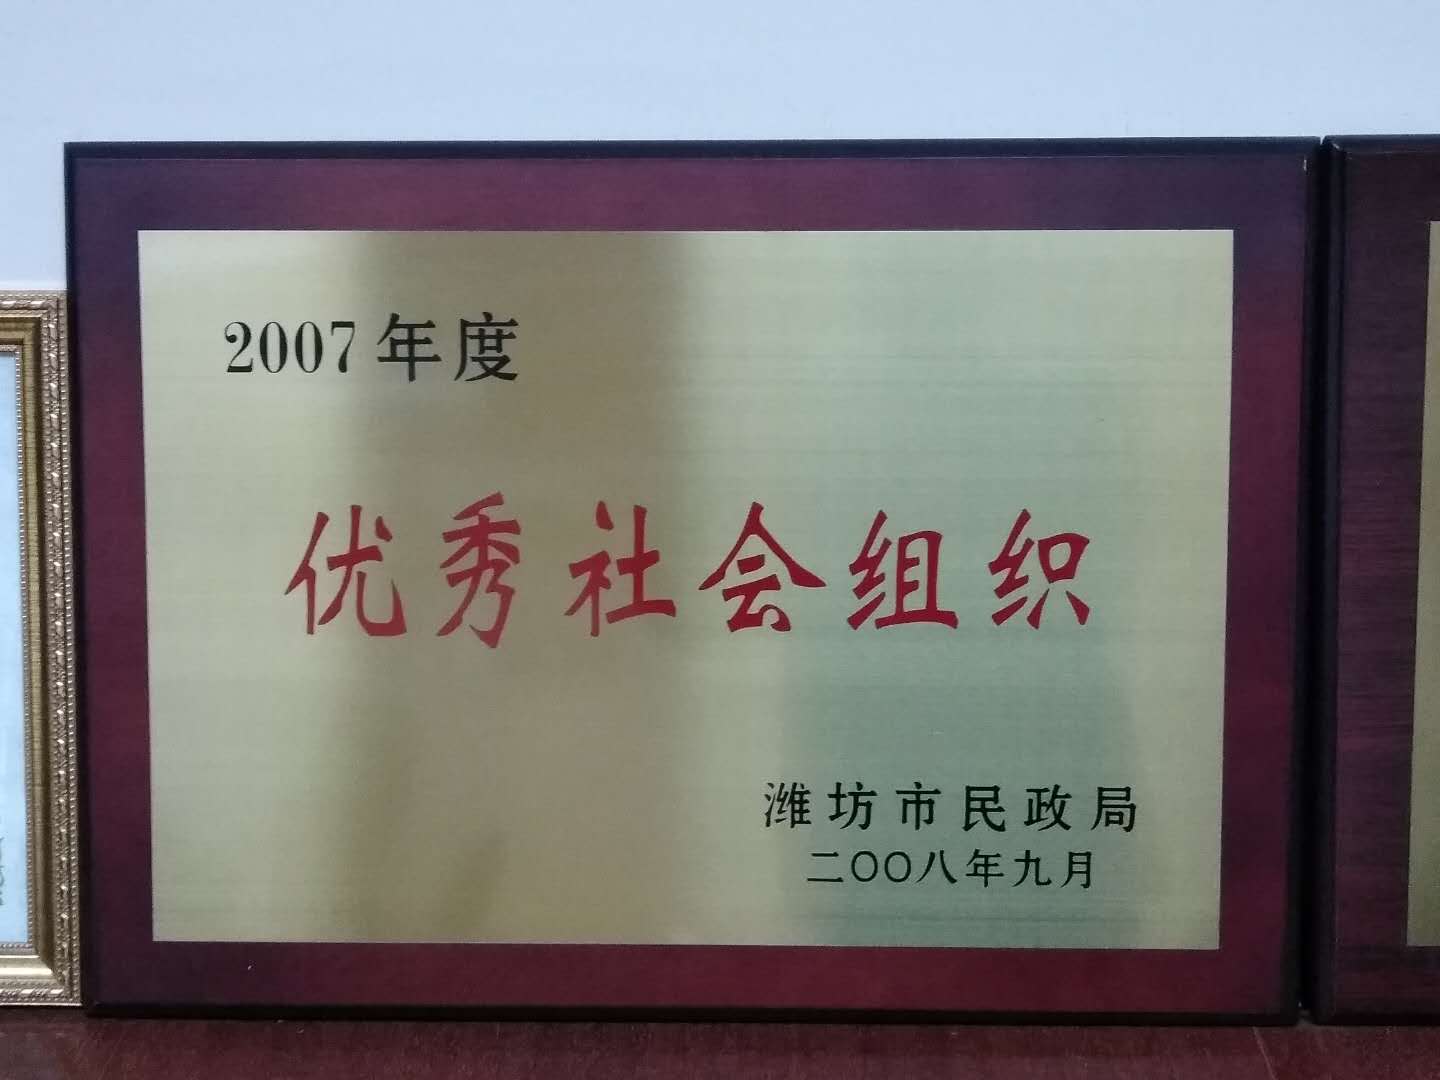 2007年度
优秀社会组织
潍坊市民政局
二〇〇八年九月